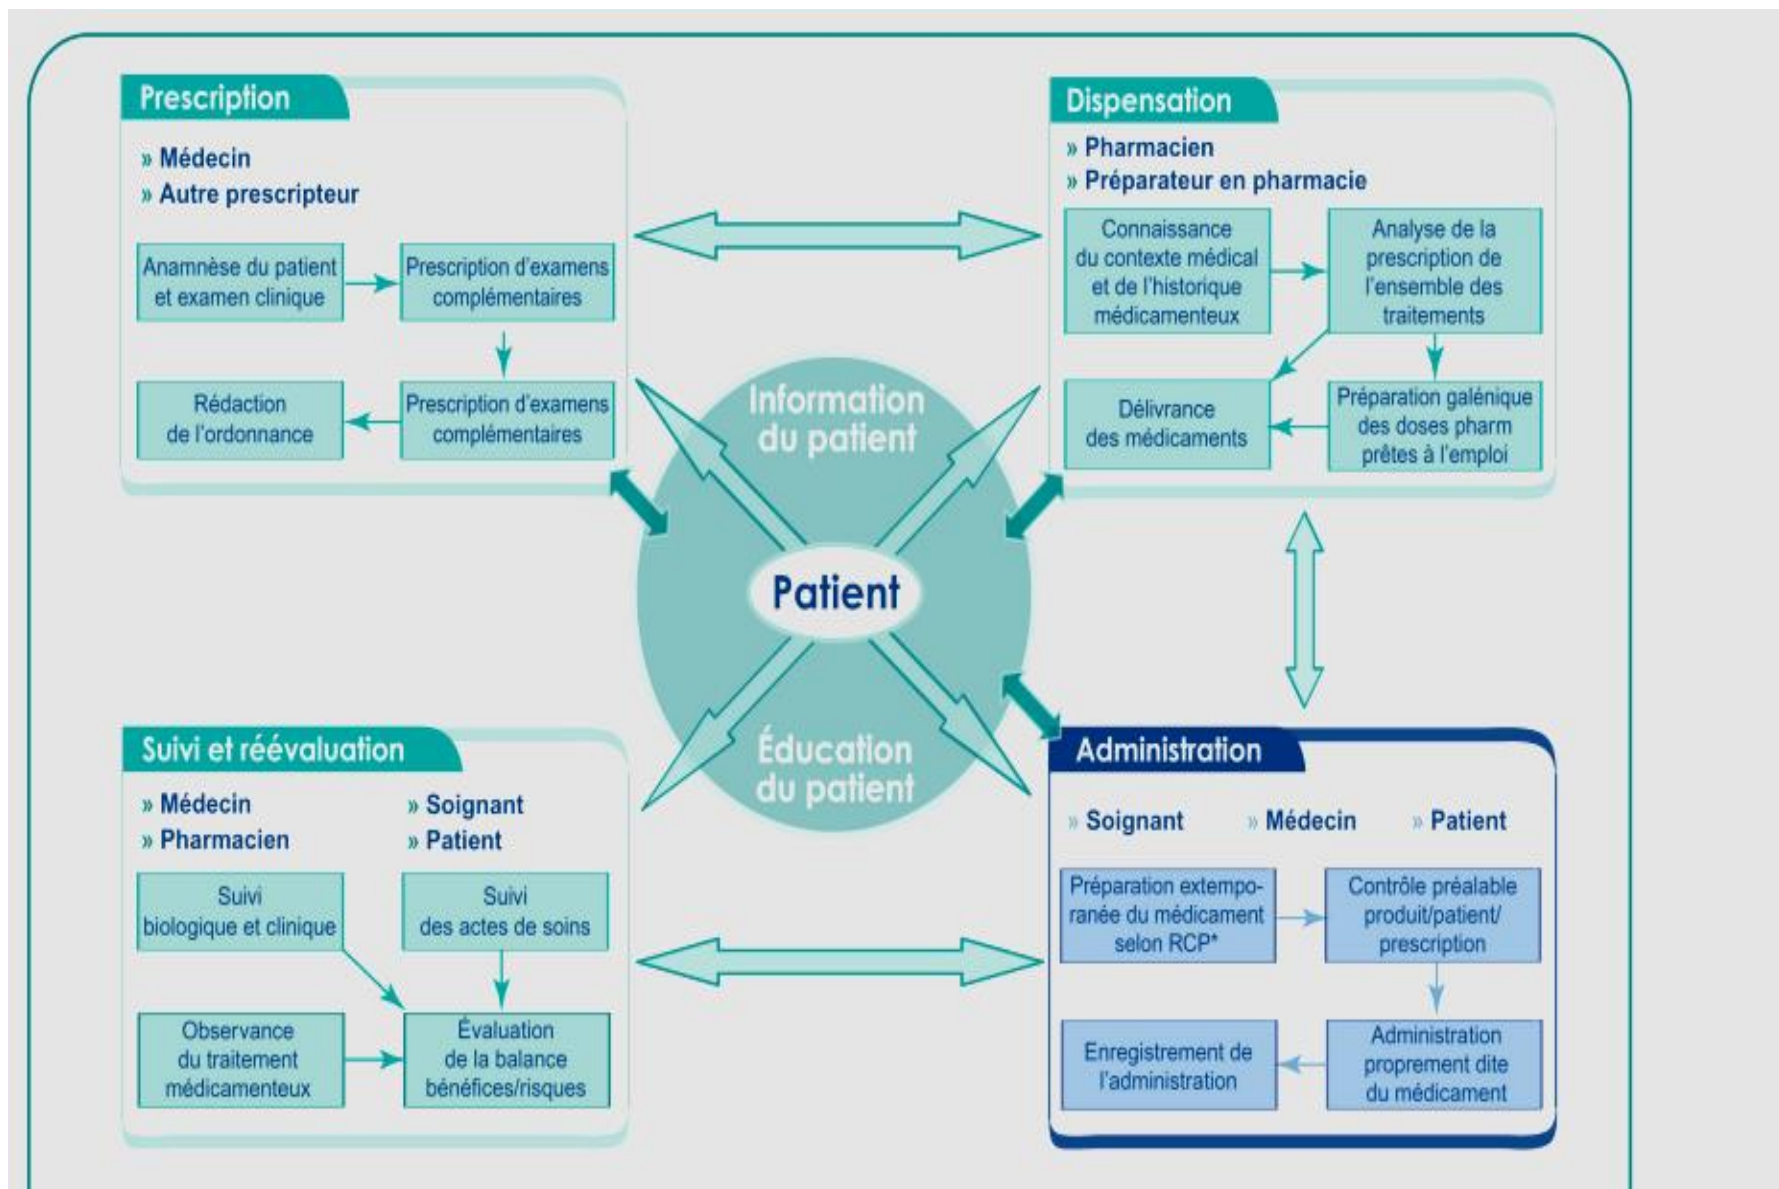 Prescription
» Médecin
» Autre prescripteur
Anamnèse du patient
et examen clinique
Prescription d'examens
complémentaires
Rédaction
de l'ordonnance
Prescription d'examens
complémentaires
Dispensation
» Pharmacien
» Préparateur en pharmacie
Connaissance
du contexte médical
et de l'historique
médicamenteux
Analyse de la
prescription de
l'ensemble des
traitements
Délivrance
des médicaments
Préparation galénique
des doses pharm
prêtes à l'emploi
Information
du patient
Patient
Éducation
du patient
Suivi et réévaluation
» Médecin
» Pharmacien
» Soignant
» Patient
Suivi
biologique et clinique
Suivi
des actes de soins
Observance
du traitement
médicamenteux
Évaluation
de la balance
bénéfices/risques
Administration
» Soignant
» Médecin
» Patient
Préparation extempo-
ranée du médicament
selon RCP*
Contrôle préalable
produit/patient/
prescription
Enregistrement de
l'administration
Administration
proprement dite
du médicament